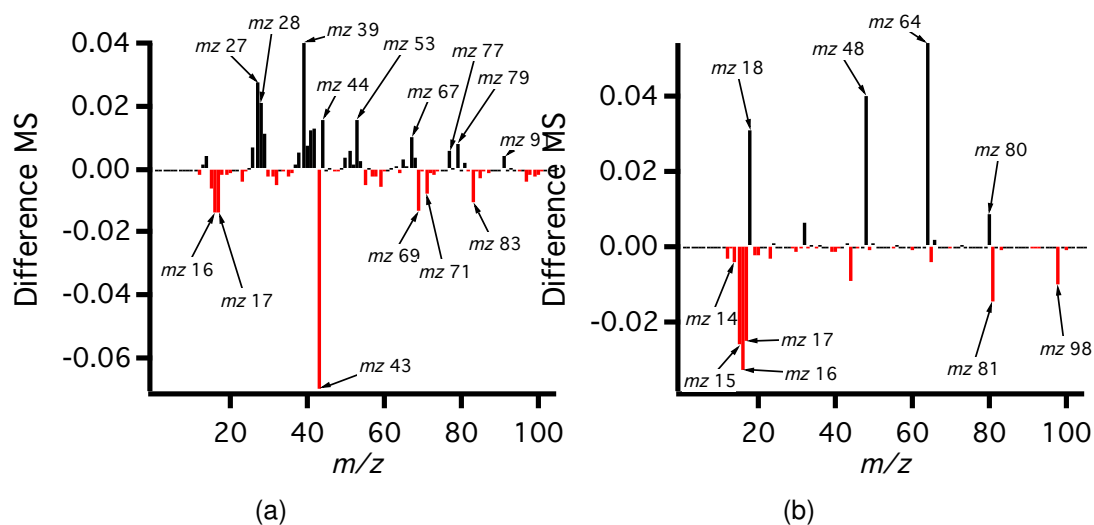 Difference MS
0.04
0.02
0.00
-0.02
-0.04
-0.06
mz 27
mz 28
mz 39
mz 44
mz 53
mz 67
mz 77
mz 79
mz 9
mz 16
mz 17
mz 43
mz 69
mz 71
mz 83
20 40 60 80 100
m/z
(a)
Difference MS
0.04
0.02
0.00
-0.02
mz 18
mz 48
mz 64
mz 80
mz 14
mz 15
mz 16
mz 17
mz 81
mz 98
20 40 60 80 100
m/z
(b)